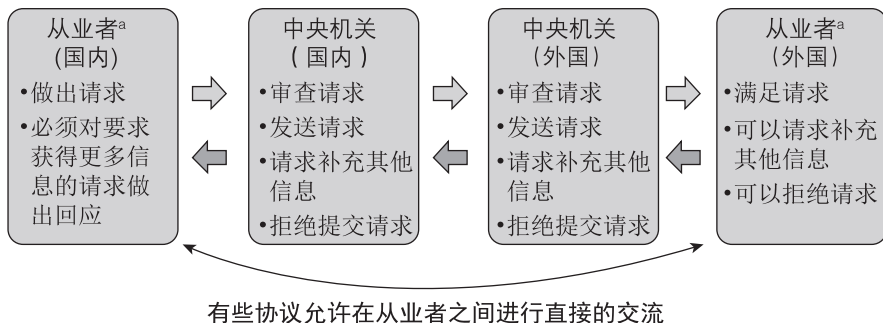 从业者ª
(国内)
•做出请求
•必须对要求
获得更多信
息的请求做
出回应
中央机关
( 国内 )
•审查请求
•发送请求
•请求补充其他
信息
•拒绝提交请求
中央机关
(外国)
•审查请求
•发送请求
•请求补充其他
信息
•拒绝提交请求
从业者ª
(外国)
•满足请求
•可以请求补充
其他信息
•可以拒绝请求
有些协议允许在从业者之间进行直接的交流